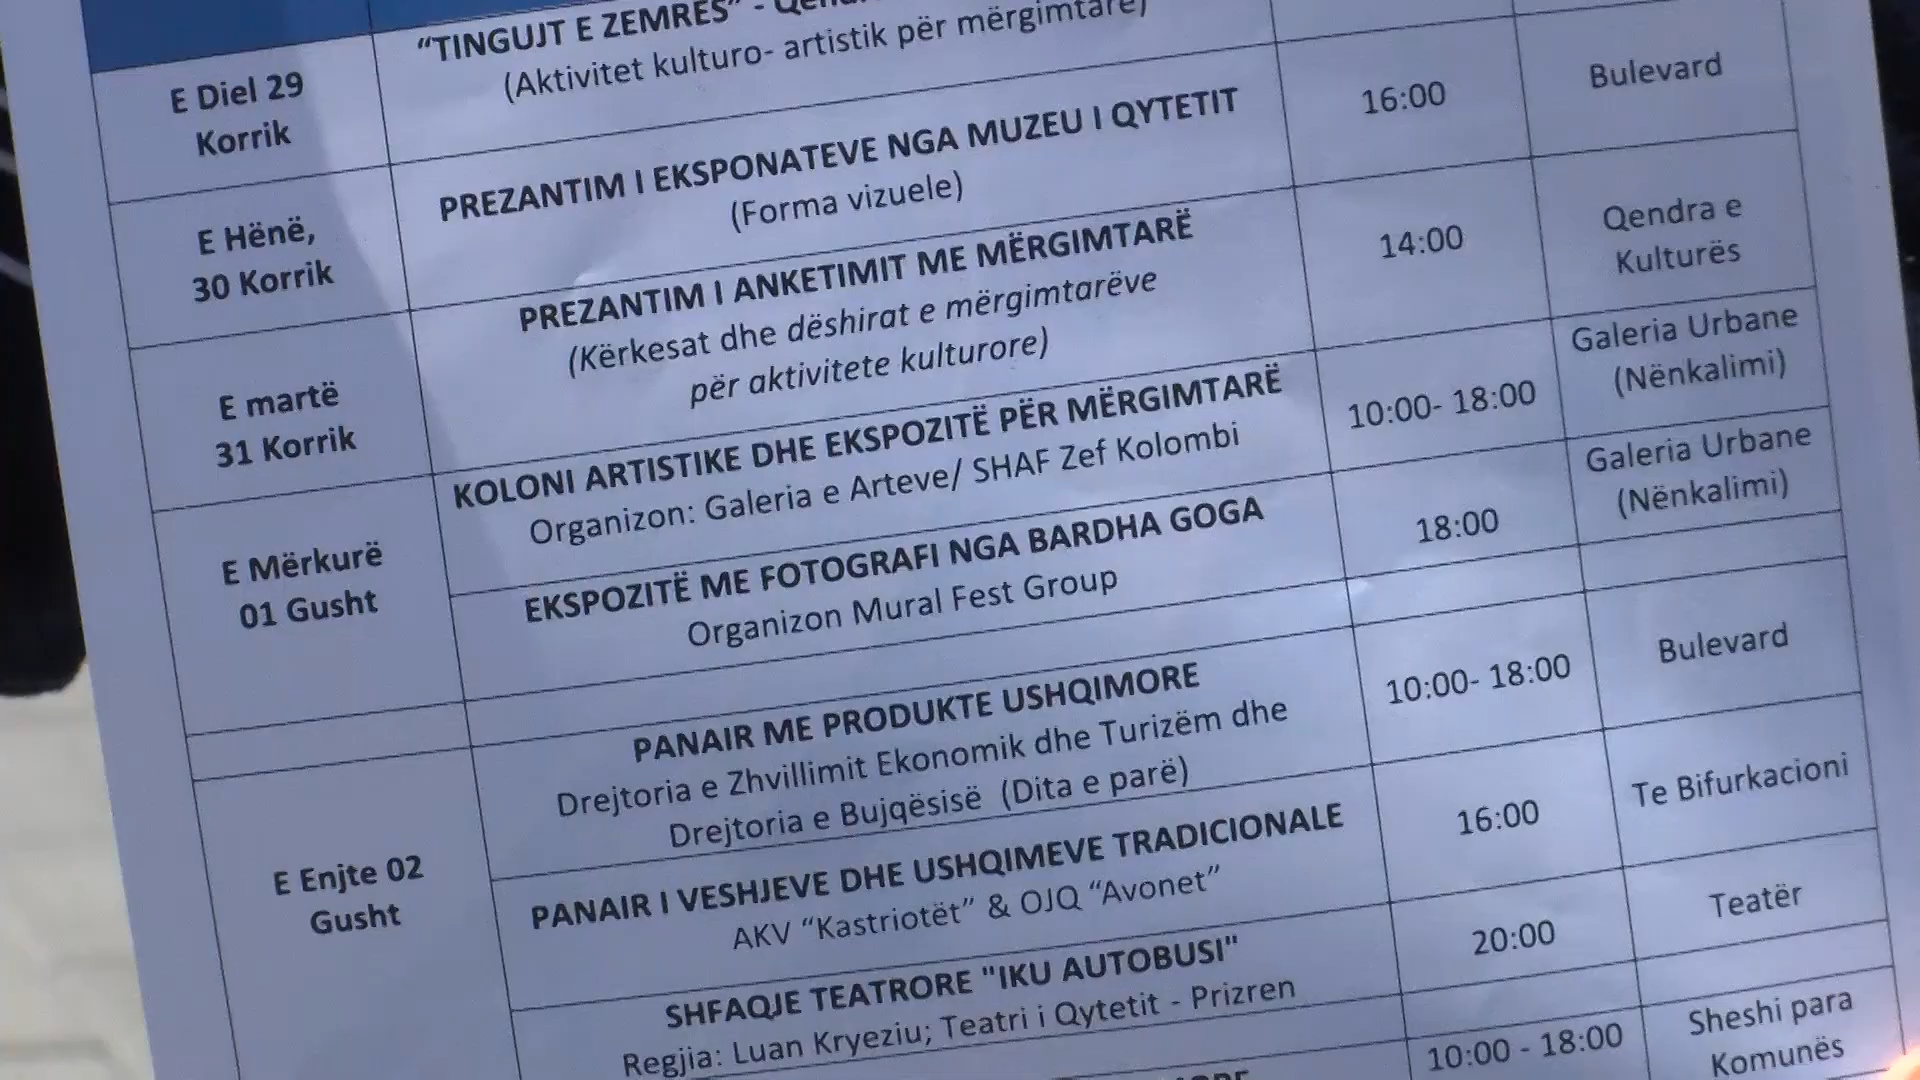 “TINGUJT E ZEMRËS” -
E Diel 29
Korrik
(Aktivitet kulturo- artistik për mërgimtarë)
16:00
Bulevard
E Hënë,
30 Korrik
PREZANTIM I EKSPONATEVE NGA MUZEU I QYTETIT
(Forma vizuele)
14:00
Qendra e
Kulturës
E martë
31 Korrik
PREZANTIM I ANKETIMIT ME MËRGIMTARË
(Kërkesat dhe dëshirat e mërgimtarëve
për aktivitete kulturore)
10:00- 18:00
Galeria Urbane
(Nënkalimi)
E Mërkurë
01 Gusht
KOLONI ARTISTIKE DHE EKSPOZITË PËR MËRGIMTARË
Organizon: Galeria e Arteve/ SHAF Zef Kolombi
18:00
Galeria Urbane
(Nënkalimi)
EKSPOZITË ME FOTOGRAFI NGA BARDHA GOGA
Organizon Mural Fest Group
E Enjte 02
Gusht
PANAIR ME PRODUKTE USHQIMORE
Drejtoria e Zhvillimit Ekonomik dhe Turizëm dhe
Drejtoria e Bujqësisë (Dita e parë)
10:00- 18:00
Bulevard
PANAIR I VESHJEVE DHE USHQIMEVE TRADICIONALE
AKV “Kastriotët” & OJQ “Avonet”
16:00
Te Bifurkacioni
SHFAQJE TEATRORE "IKU AUTOBUSI"
Regjia: Luan Kryeziu; Teatri i Qytetit - Prizren
20:00
Teatër
10:00 - 18:00
Sheshi para
Komunës